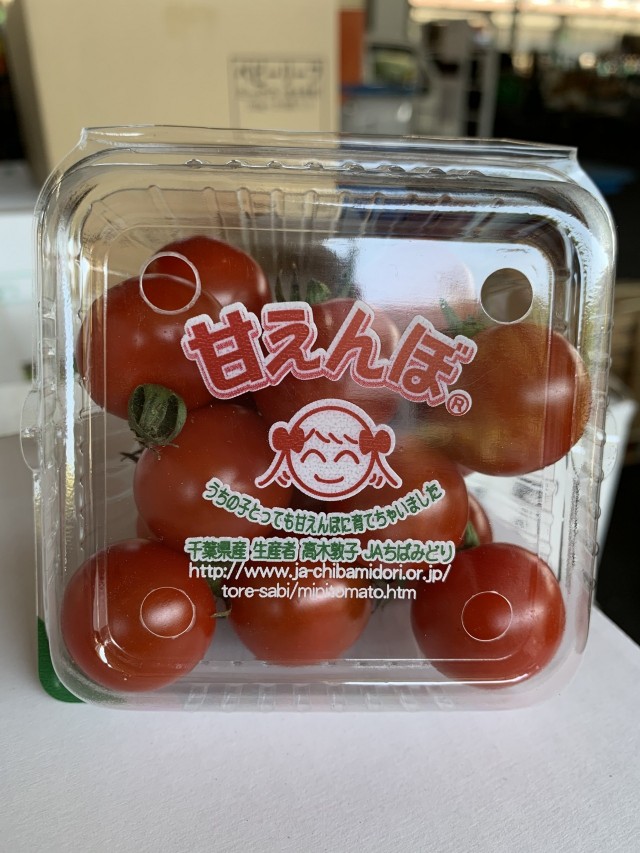 甘えんぼ®
うちの子とっても甘えんぼに育てちゃいました
千葉県産 生産者 高木敦子 JAちばみどり
http://www.ja-chibamidori.or.jp/
tore-sabi/minitomato.htm